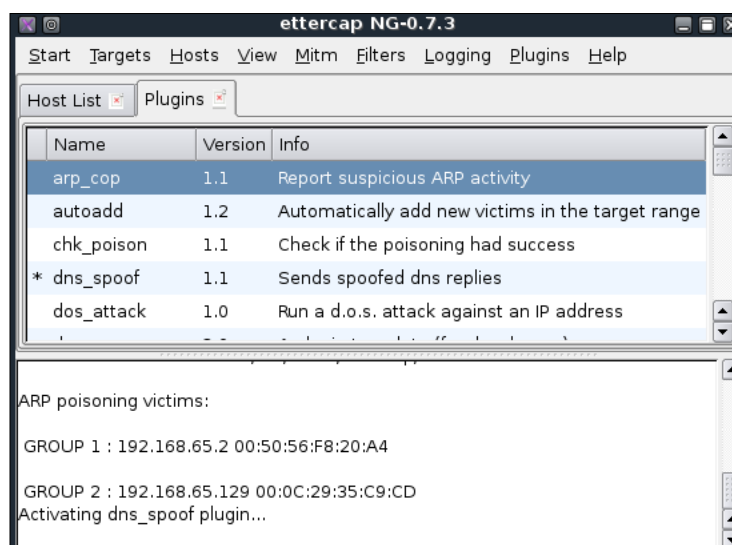 ettercap NG-0.7.3
Start Targets Hosts View Mitm Filters Logging Plugins Help
Host List Plugins
Name Version Info
arp_cop 1.1 Report suspicious ARP activity
autoadd 1.2 Automatically add new victims in the target range
chk_poison 1.1 Check if the poisoning had success
* dns_spoof 1.1 Sends spoofed dns replies
dos_attack 1.0 Run a d.o.s. attack against an IP address
ARP poisoning victims:
GROUP 1 : 192.168.65.2 00:50:56:F8:20:A4
GROUP 2 : 192.168.65.129 00:0C:29:35:C9:CD
Activating dns_spoof plugin...